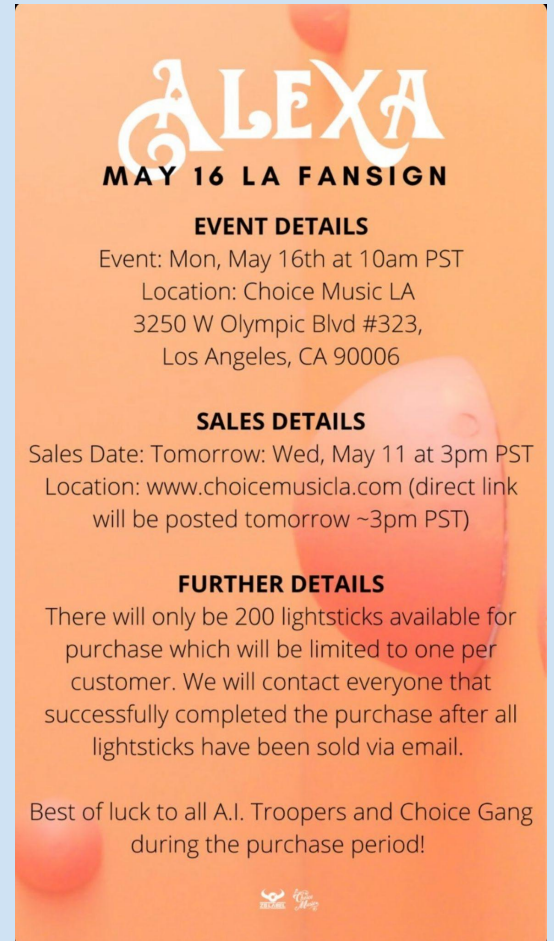 ALEXA
MAY 16 LA FANSIGN
EVENT DETAILS
Event: Mon, May 16th at 10am PST
Location: Choice Music LA
3250 W Olympic Blvd #323,
Los Angeles, CA 90006
SALES DETAILS
Sales Date: Tomorrow: Wed, May 11 at 3pm PST
Location: www.choicemusicla.com (direct link
will be posted tomorrow ~3pm PST)
FURTHER DETAILS
There will only be 200 lightsticks available for
purchase which will be limited to one per
customer. We will contact everyone that
successfully completed the purchase after all
lightsticks have been sold via email.
Best of luck to all A.I. Troopers and Choice Gang
during the purchase period!